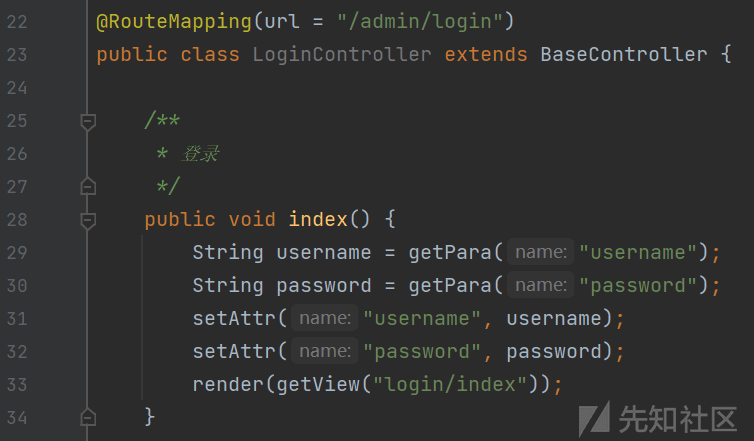 22 @RouteMapping(url = "/admin/login")
23 public class LoginController extends BaseController {
24
25 /**
26 * 登录
27 */
28 public void index() {
29 String username = getPara( name: "username");
30 String password = getPara( name: "password");
31 setAttr( name: "username", username);
32 setAttr( name: "password", password);
33 render(getView("login/index"));
34 }
先知社区